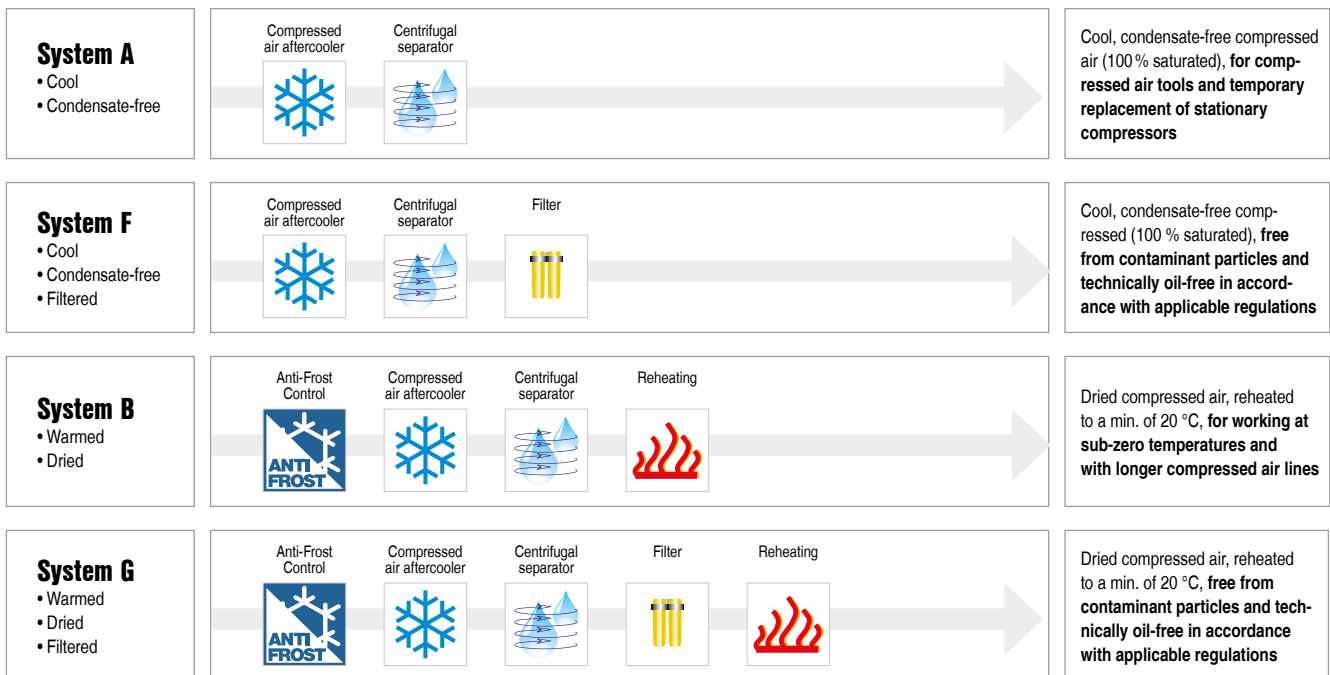 System A
• Cool
• Condensate-free
Compressed
air aftercooler
Centrifugal
separator
Cool, condensate-free compressed
air (100 % saturated), for comp-
ressed air tools and temporary
replacement of stationary
compressors
System F
• Cool
• Condensate-free
• Filtered
Compressed
air aftercooler
Centrifugal
separator
Filter
Cool, condensate-free comp-
ressed (100 % saturated), free
from contaminant particles and
technically oil-free in accord-
ance with applicable regulations
System B
• Warmed
• Dried
Anti-Frost
Control
ANTI
FROST
Compressed
air aftercooler
Centrifugal
separator
Reheating
Dried compressed air, reheated
to a min. of 20 °C, for working at
sub-zero temperatures and
with longer compressed air lines
System G
• Warmed
• Dried
• Filtered
Anti-Frost
Control
ANTI
FROST
Compressed
air aftercooler
Centrifugal
separator
Filter
Reheating
Dried compressed air, reheated
to a min. of 20 °C, free from
contaminant particles and tech-
nically oil-free in accordance
with applicable regulations